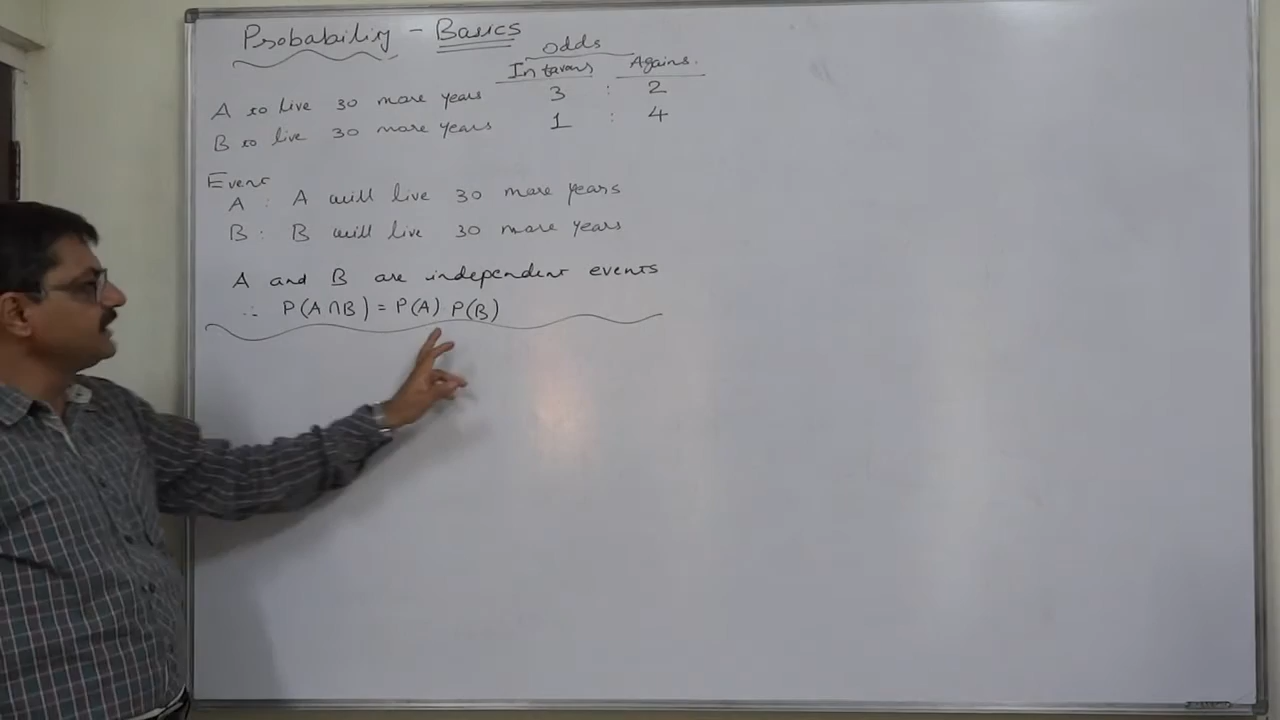 Probability - Basics
Odds
In favour Agains.
A to live 30 more years 3 : 2
B to live 30 more years 1 : 4
Event
A : A will live 30 more years
B : B will live 30 more years
A and B are independent events
∴ P(A∩B) = P(A) P(B)